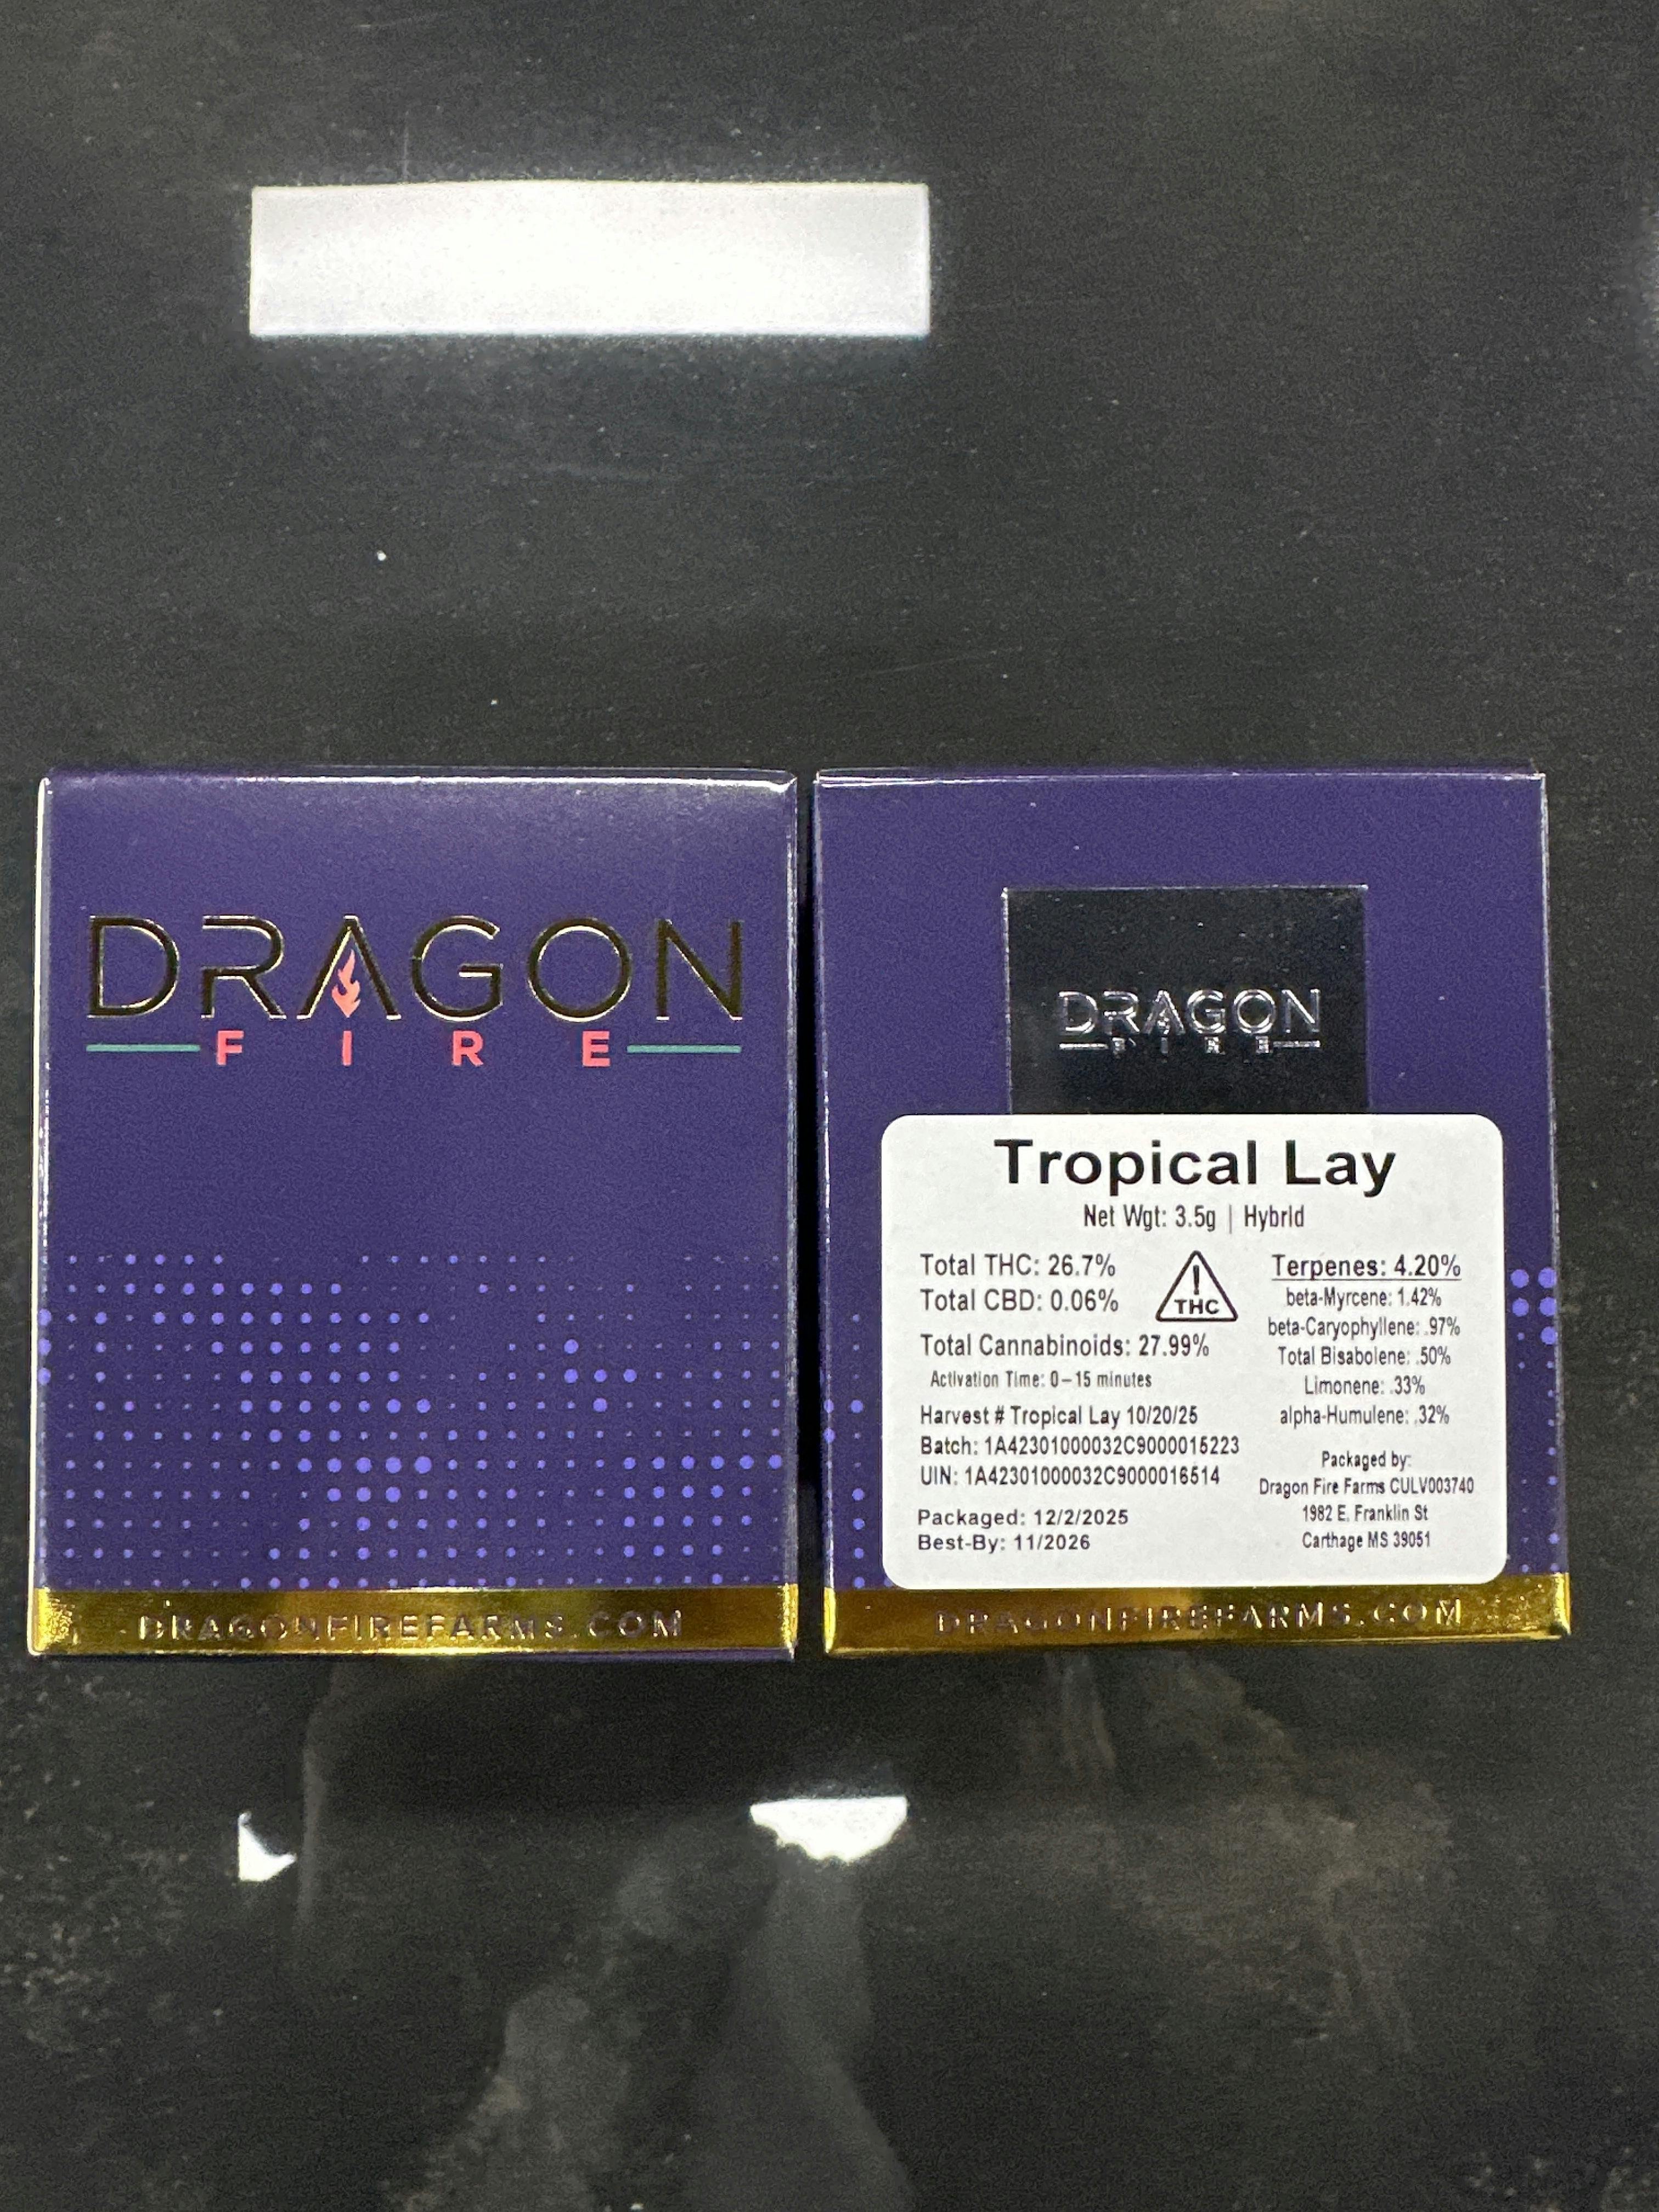 DRAGON
FIRE
DRAGONFIREFARMS.COM
DRAGON
FIRE
Tropical Lay
Net Wgt: 3.5g | Hybrid
Total THC: 26.7%
Total CBD: 0.06%
THC
Total Cannabinoids: 27.99%
Activation Time: 0-15 minutes
Harvest # Tropical Lay 10/20/25
Batch: 1A42301000032C9000015223
UIN: 1A42301000032C9000016514
Packaged: 12/2/2025
Best-By: 11/2026
Terpenes: 4.20%
beta-Myrcene: 1.42%
beta-Caryophyllene: .97%
Total Bisabolene: .50%
Limonene: .33%
alpha-Humulene: .32%
Packaged by:
Dragon Fire Farms CULV003740
1982 E. Franklin St
Carthage MS 39051
DRAGONFIREFARMS.COM